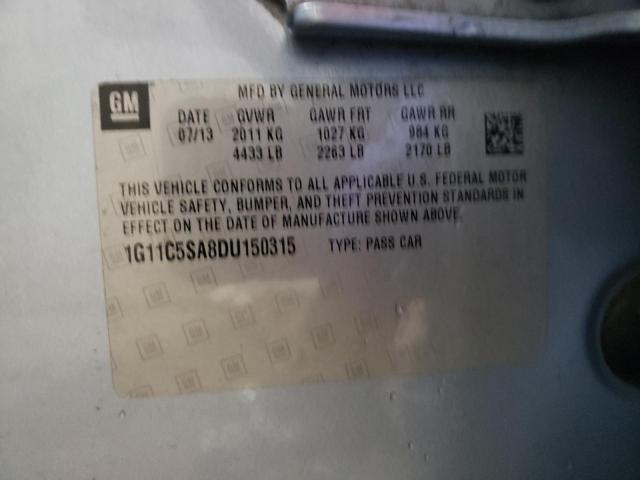 GM
MFD BY GENERAL MOTORS LLC
DATE GVWR GAWR FRT GAWR RR
07/13 2011 KG 1027 KG 984 KG
4433 LB 2263 LB 2170 LB
THIS VEHICLE CONFORMS TO ALL APPLICABLE U.S. FEDERAL MOTOR
VEHICLE SAFETY, BUMPER, AND THEFT PREVENTION STANDARDS IN
EFFECT ON THE DATE OF MANUFACTURE SHOWN ABOVE.
1G11C5SA8DU150315 TYPE: PASS CAR